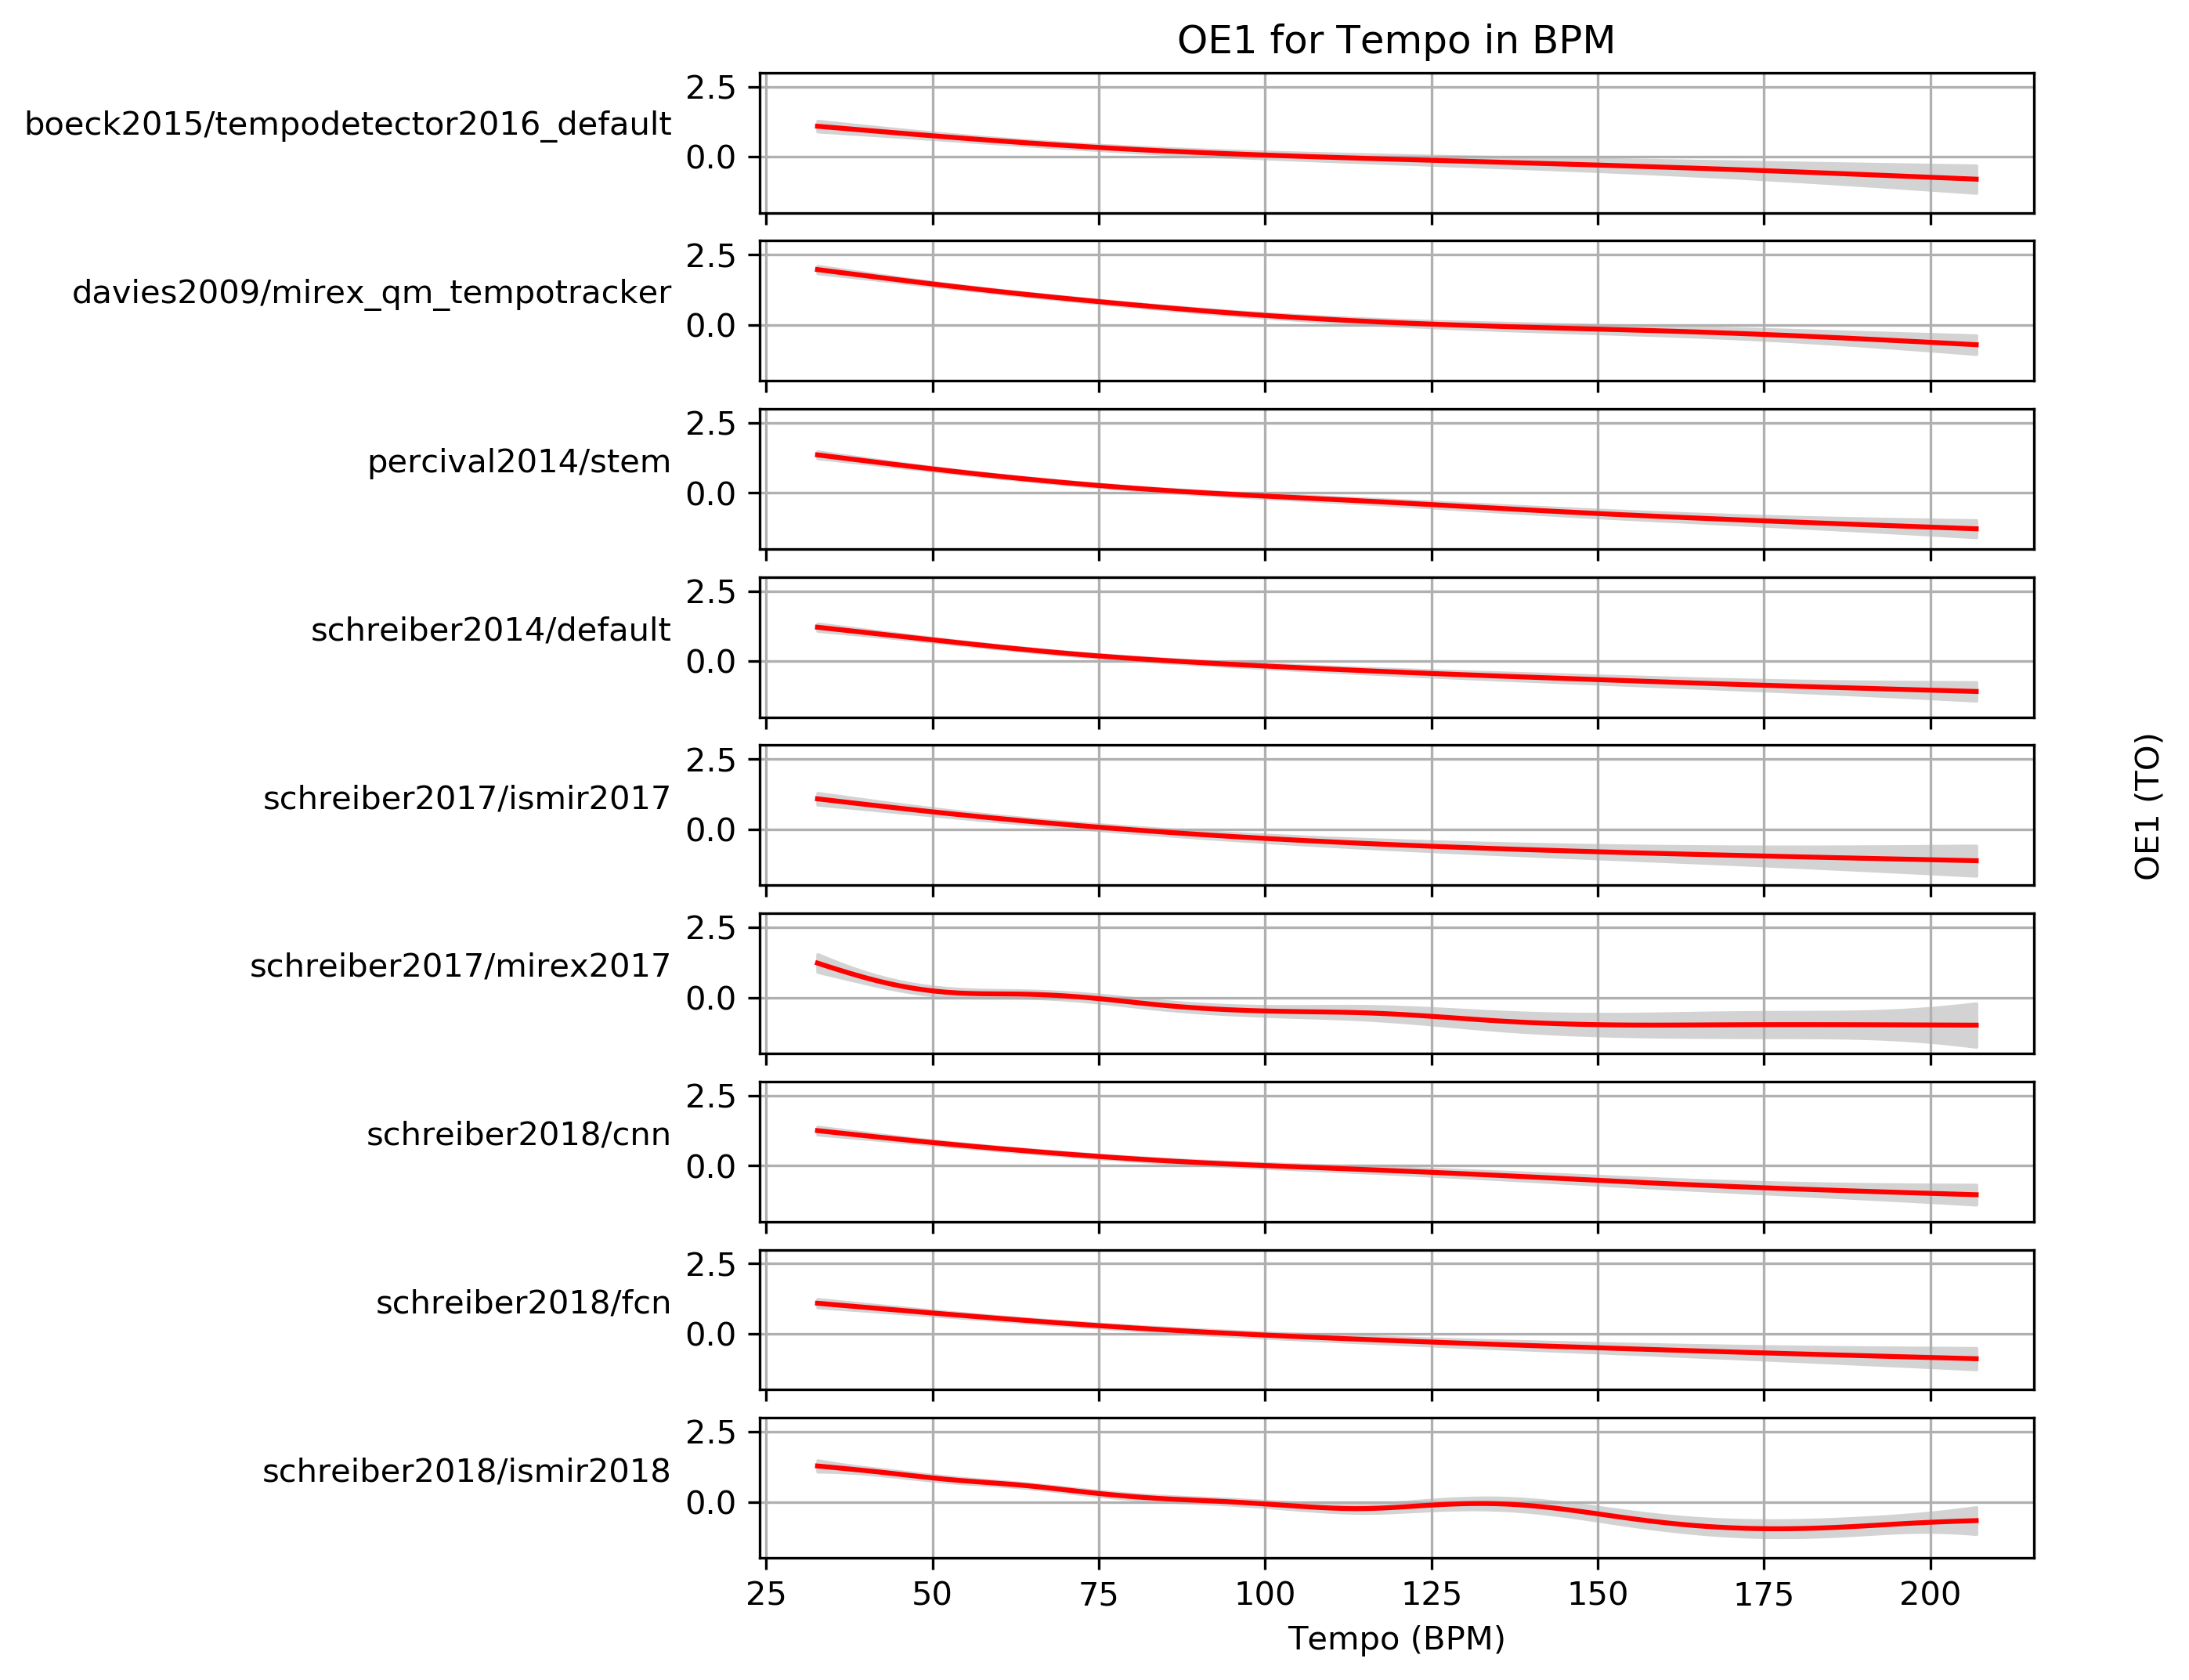 OE1 for Tempo in BPM
boeck2015/tempodetector2016_default
2.5
0.0
davies2009/mirex_qm_tempotracker
2.5
0.0
percival2014/stem
2.5
0.0
schreiber2014/default
2.5
0.0
schreiber2017/ismir2017
2.5
0.0
schreiber2017/mirex2017
2.5
0.0
schreiber2018/cnn
2.5
0.0
schreiber2018/fcn
2.5
0.0
schreiber2018/ismir2018
2.5
0.0
25 50 75 100 125 150 175 200
Tempo (BPM)
OE1 (TO)